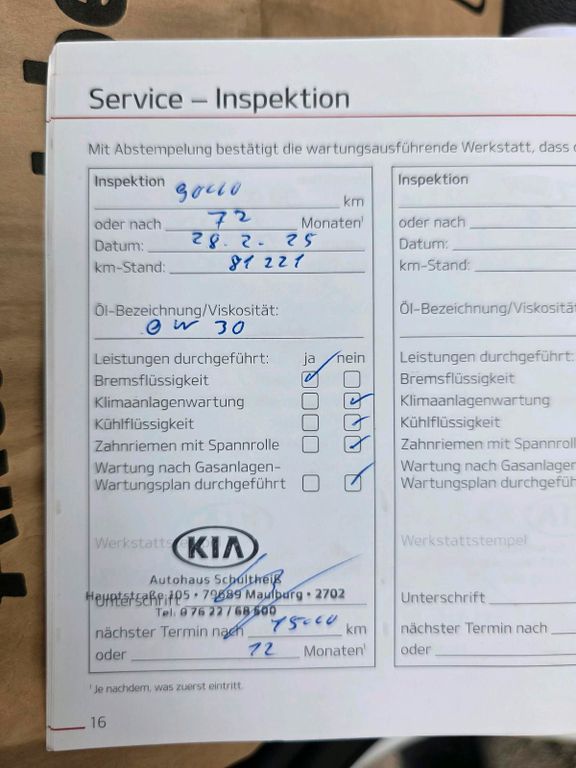 Service – Inspektion
Mit Abstempelung bestätigt die wartungsausführende Werkstatt, dass
Inspektion 90000 km
oder nach 72 Monaten¹
Datum: 28.2.25
km-Stand: 81221
Öl-Bezeichnung/Viskosität:
0 W 30
Leistungen durchgeführt: ja nein
Bremsflüssigkeit
Klimaanlagenwartung
Kühlflüssigkeit
Zahnriemen mit Spannrolle
Wartung nach Gasanlagen-
Wartungsplan durchgeführt
KIA
Autohaus Schultheiß
Hauptstraße 105 • 79689 Maulburg • 2702
Unterschrift
Tel. 0 76 22 / 68 600
nächster Termin nach 15000 km
oder 12 Monaten¹
¹ Je nachdem, was zuerst eintritt.
16
Inspektion
oder nach
Datum:
km-Stand:
Öl-Bezeichnung/Viskosität
Leistungen durchgeführt:
Bremsflüssigkeit
Klimaanlagenwartung
Kühlflüssigkeit
Zahnriemen mit Spannrolle
Wartung nach Gasanlagen
Wartungsplan durchgefüh
Werkstattstempel
Unterschrift
nächster Termin nach
oder